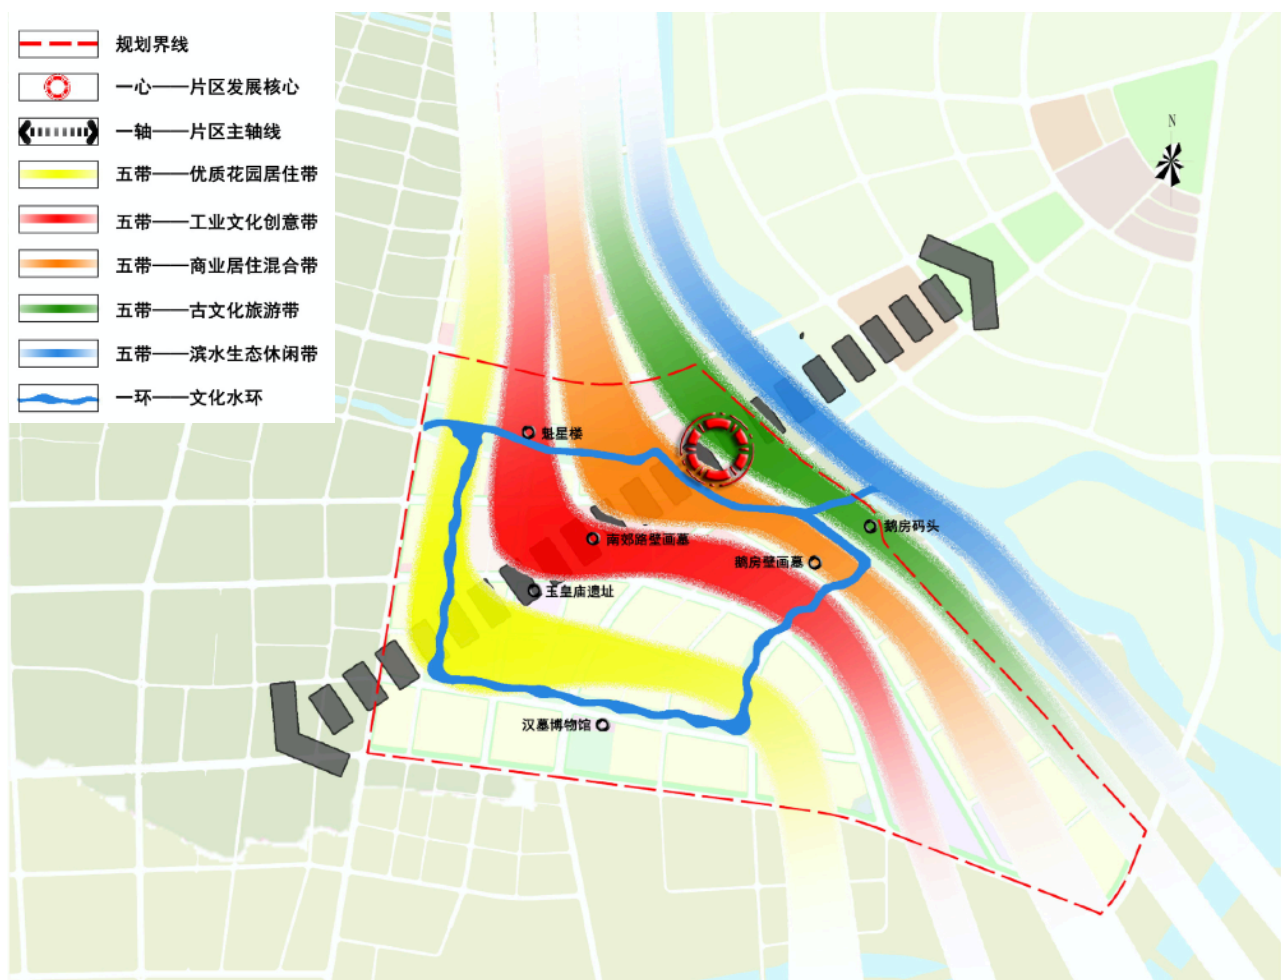 规划界线
一心——片区发展核心
一轴——片区主轴线
五带——优质花园居住带
五带——工业文化创意带
五带——商业居住混合带
五带——古文化旅游带
五带——滨水生态休闲带
一环——文化水环
N
魁星楼
鹅房码头
南郊路壁画墓
鹅房壁画墓
玉皇庙遗址
汉墓博物馆